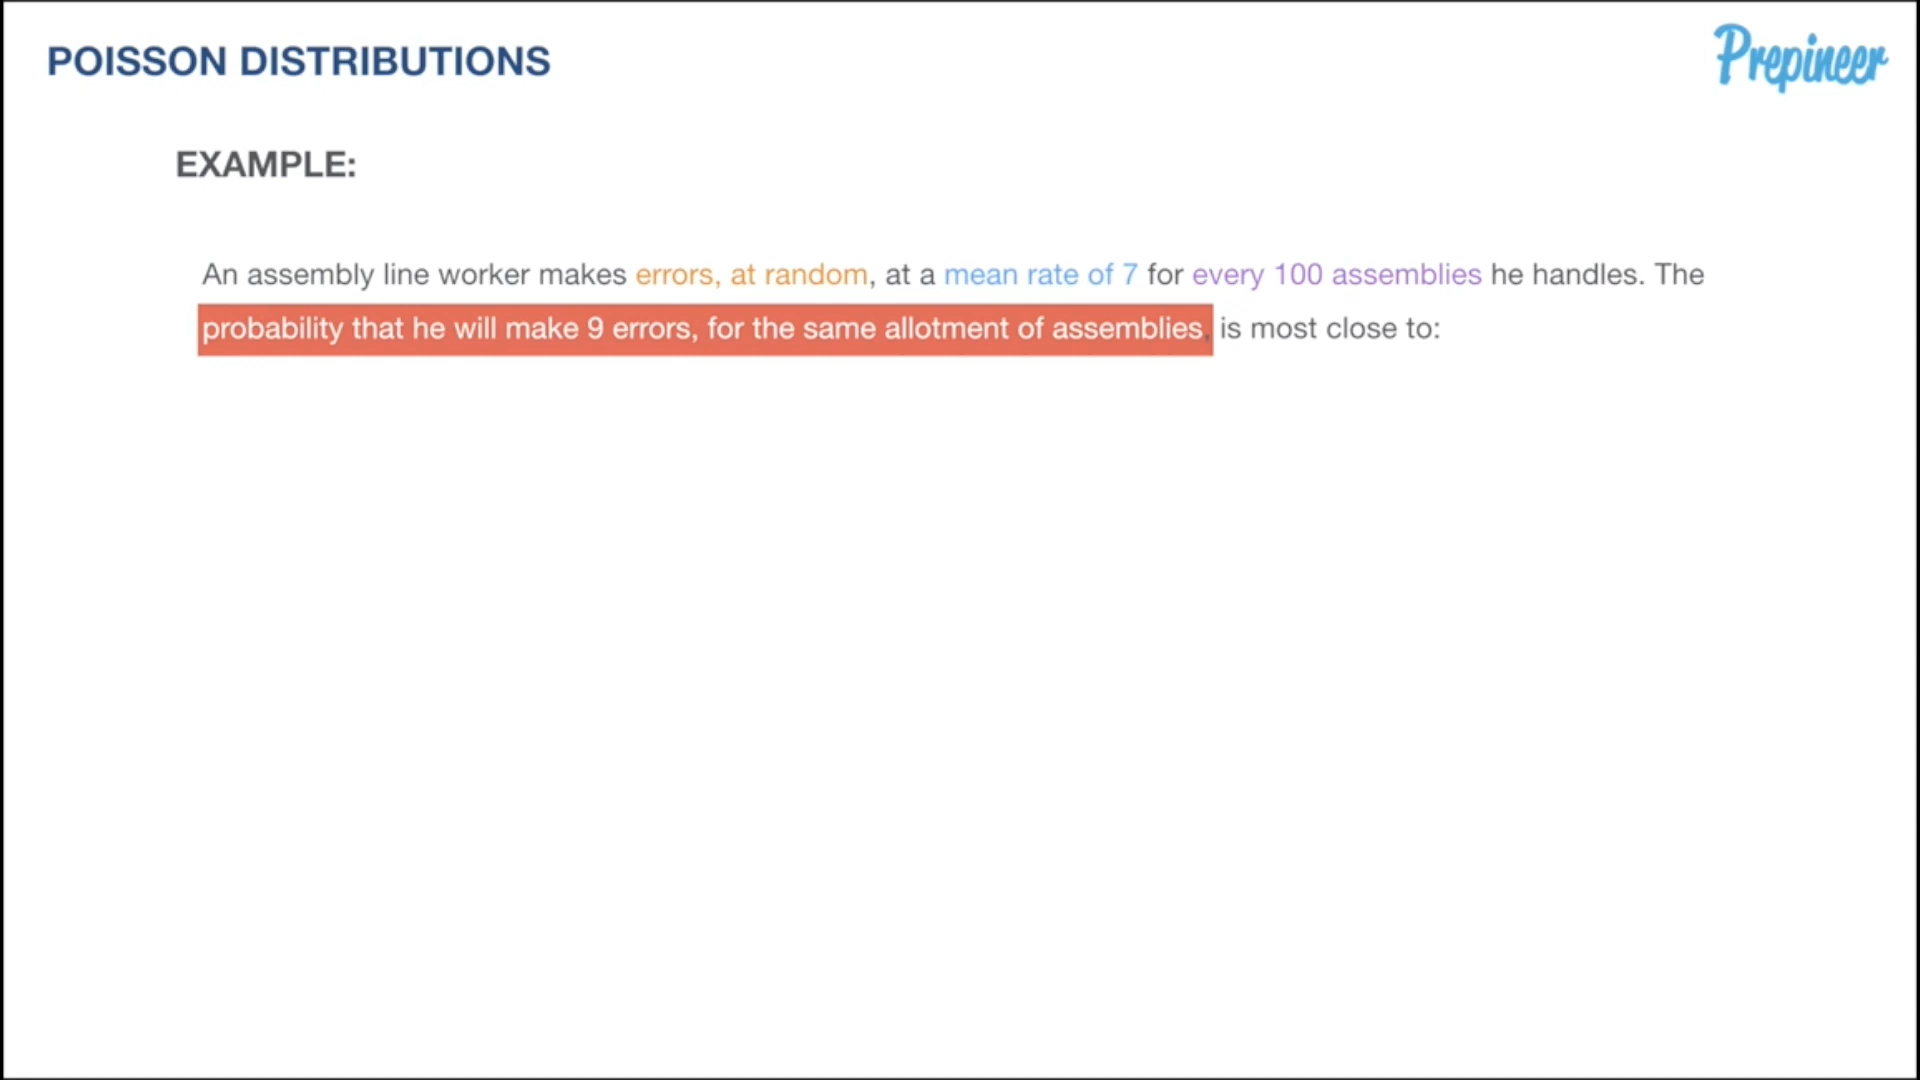 POISSON DISTRIBUTIONS
Prepineer
EXAMPLE:
An assembly line worker makes errors, at random, at a mean rate of 7 for every 100 assemblies he handles. The
probability that he will make 9 errors, for the same allotment of assemblies, is most close to: